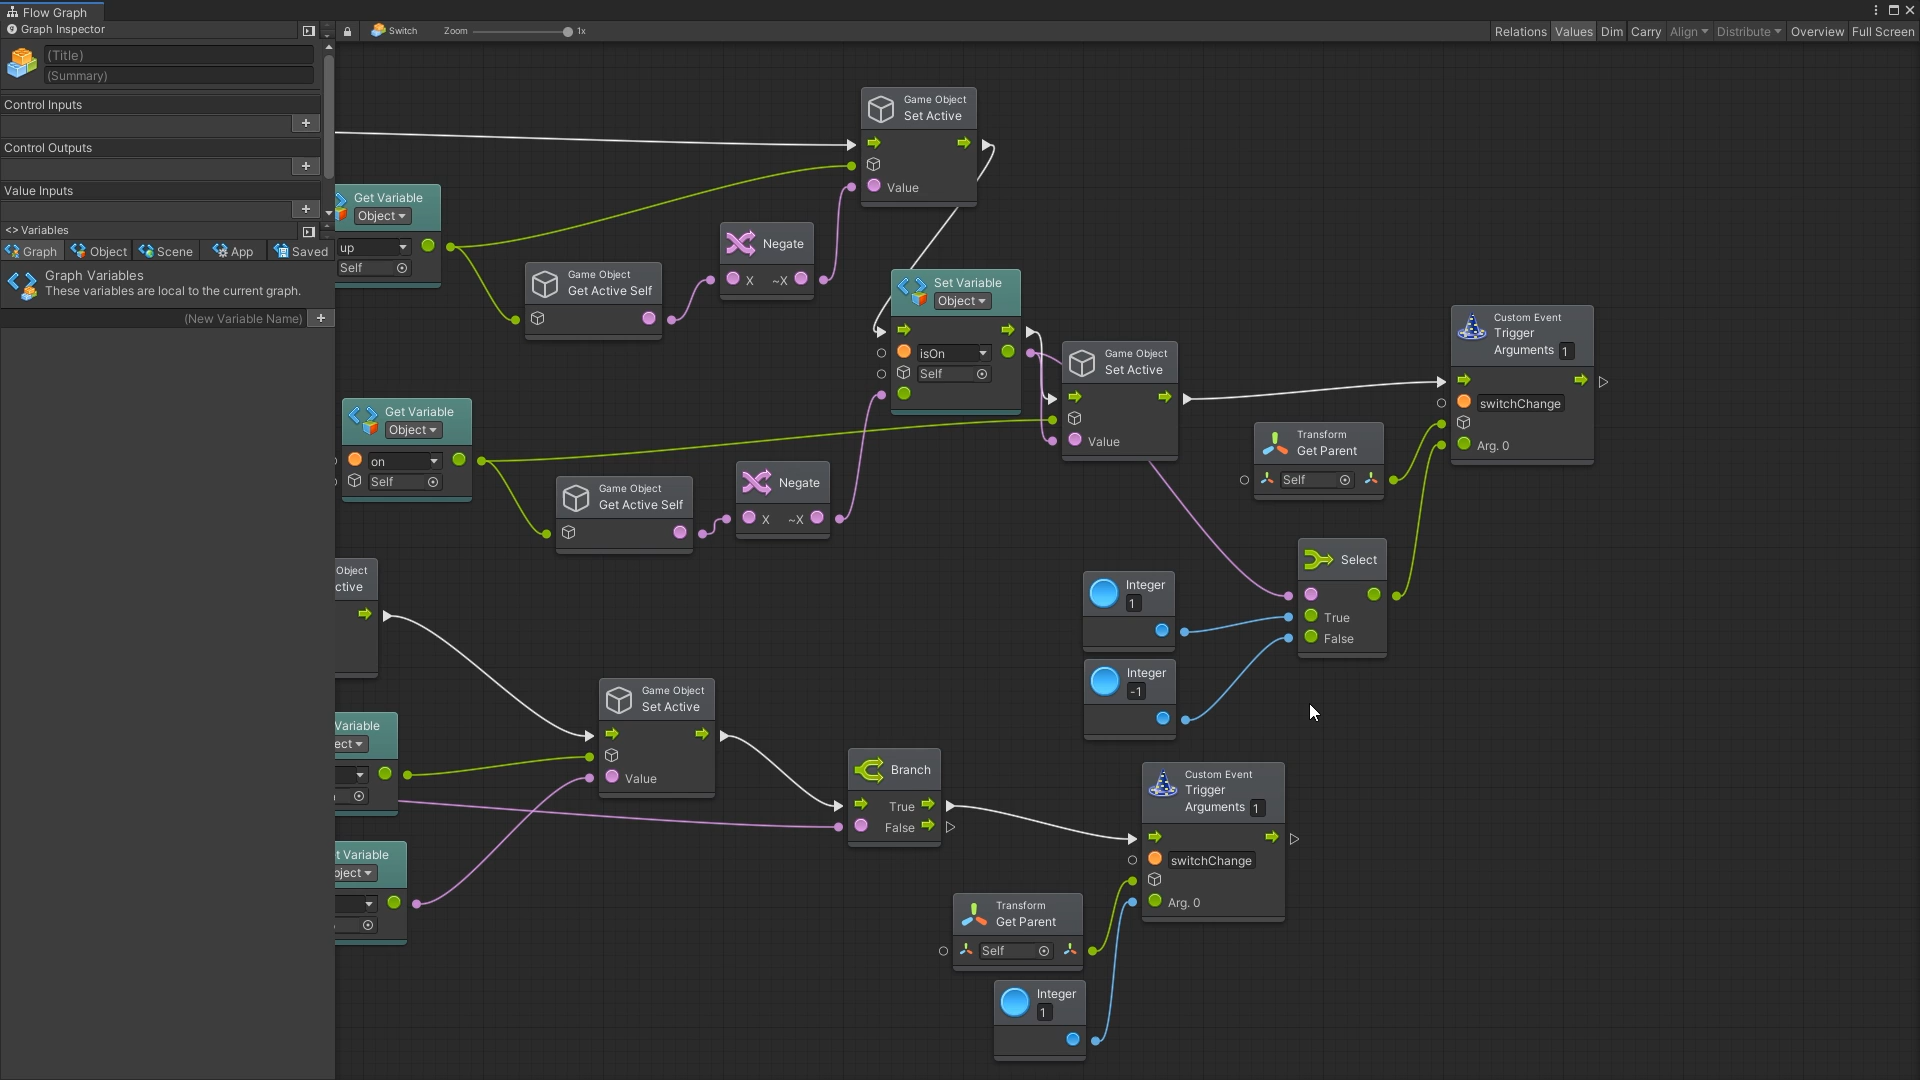 Flow Graph
Graph Inspector
Switch
Zoom
1x
Relations
Values
Dim
Carry
Align
Distribute
Overview
Full Screen
(Title)
(Summary)
Control Inputs
+
Control Outputs
+
Value Inputs
+
<> Variables
Graph
Object
Scene
App
Saved
Graph Variables
These variables are local to the current graph.
(New Variable Name)
+
Game Object
Set Active
Value
Get Variable
Object
up
Self
Negate
X
~X
Game Object
Get Active Self
Set Variable
Object
isOn
Self
Game Object
Set Active
Value
Custom Event
Trigger
Arguments 1
switchChange
Arg. 0
Get Variable
Object
on
Self
Transform
Get Parent
Self
Negate
X
~X
Game Object
Get Active Self
Select
True
False
Integer
1
Integer
-1
Object
ctive
Game Object
Set Active
Value
Variable
ect
Branch
True
False
Custom Event
Trigger
Arguments 1
switchChange
Arg. 0
t Variable
bject
Transform
Get Parent
Self
Integer
1